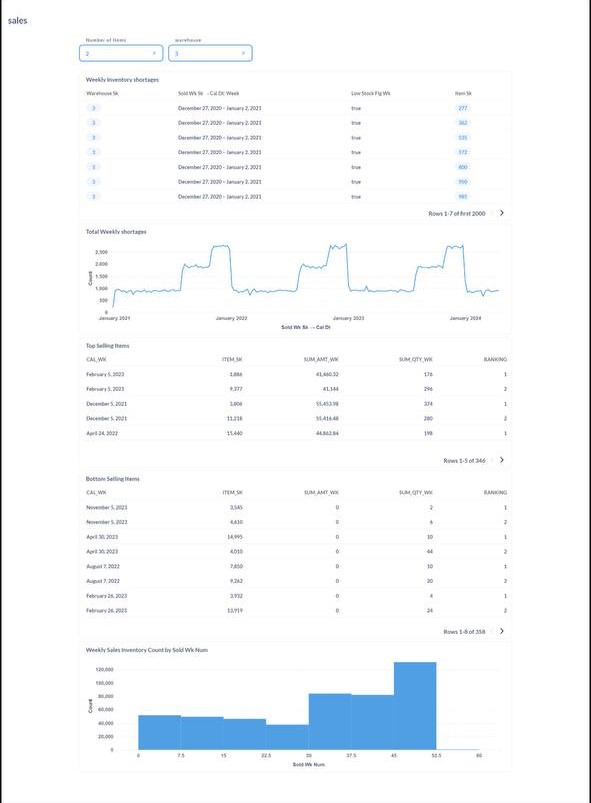 sales
Number of Items warehouse
2 × 3 ×
Weekly Inventory shortages
Warehouse Sk Sold Wk Sk → Cal Dt: Week Low Stock Flg Wk Item Sk
3 December 27, 2020 – January 2, 2021 true 277
3 December 27, 2020 – January 2, 2021 true 362
3 December 27, 2020 – January 2, 2021 true 535
3 December 27, 2020 – January 2, 2021 true 572
3 December 27, 2020 – January 2, 2021 true 800
3 December 27, 2020 – January 2, 2021 true 950
3 December 27, 2020 – January 2, 2021 true 985
Rows 1-7 of first 2000
Total Weekly shortages
2,500
2,000
1,500
1,000
500
0
Count
January 2021 January 2022 January 2023 January 2024
Sold Wk Sk → Cal Dt
Top Selling Items
CAL_WK ITEM_SK SUM_AMT_WK SUM_QTY_WK RANKING
February 5, 2023 3,886 41,460.32 176 1
February 5, 2023 9,377 41,144 296 2
December 5, 2021 3,806 55,453.98 374 1
December 5, 2021 11,218 55,416.48 280 2
April 24, 2022 15,440 44,862.84 198 1
Rows 1-5 of 346
Bottom Selling Items
CAL_WK ITEM_SK SUM_AMT_WK SUM_QTY_WK RANKING
November 5, 2023 3,545 0 2 1
November 5, 2023 4,610 0 6 2
April 30, 2023 14,995 0 10 1
April 30, 2023 4,010 0 44 2
August 7, 2022 7,850 0 10 1
August 7, 2022 9,262 0 20 2
February 26, 2023 3,932 0 4 1
February 26, 2023 13,919 0 24 2
Rows 1-8 of 358
Weekly Sales Inventory Count by Sold Wk Num
120,000
100,000
80,000
60,000
40,000
20,000
0
Count
0 7.5 15 22.5 30 37.5 45 52.5 60
Sold Wk Num